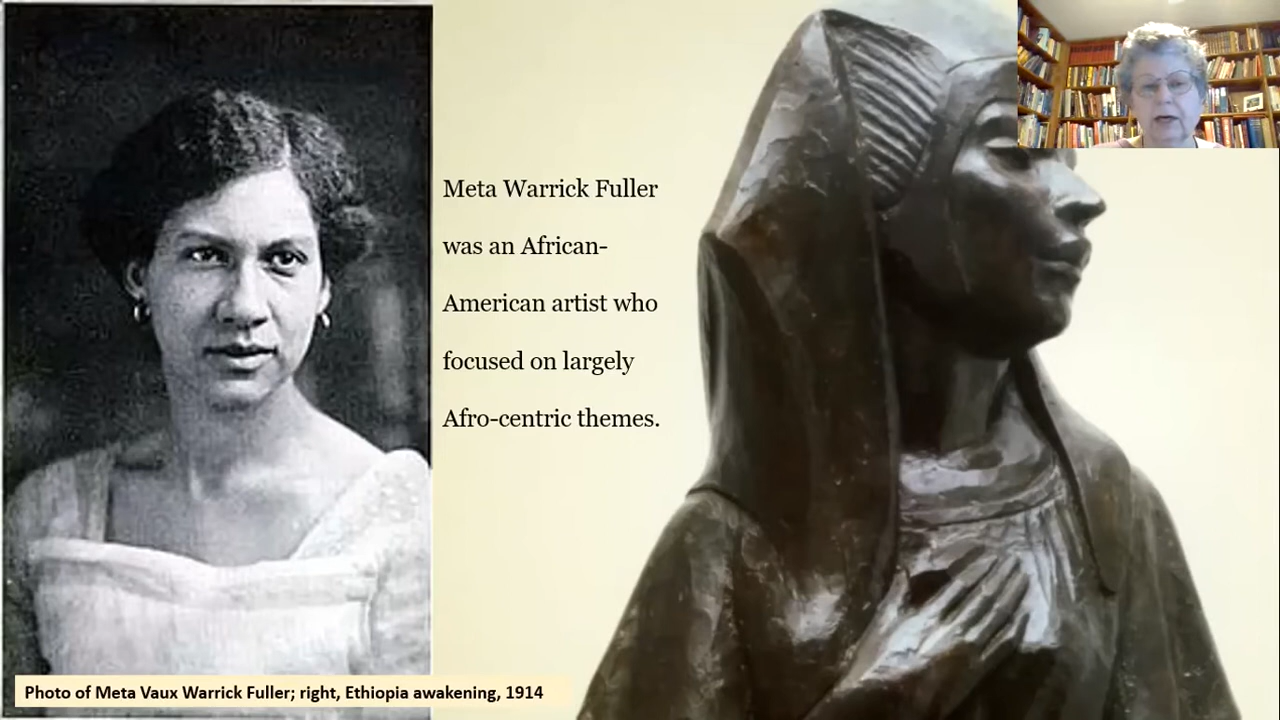 Meta Warrick Fuller
was an African-
American artist who
focused on largely
Afro-centric themes.
Photo of Meta Vaux Warrick Fuller; right, Ethiopia awakening, 1914